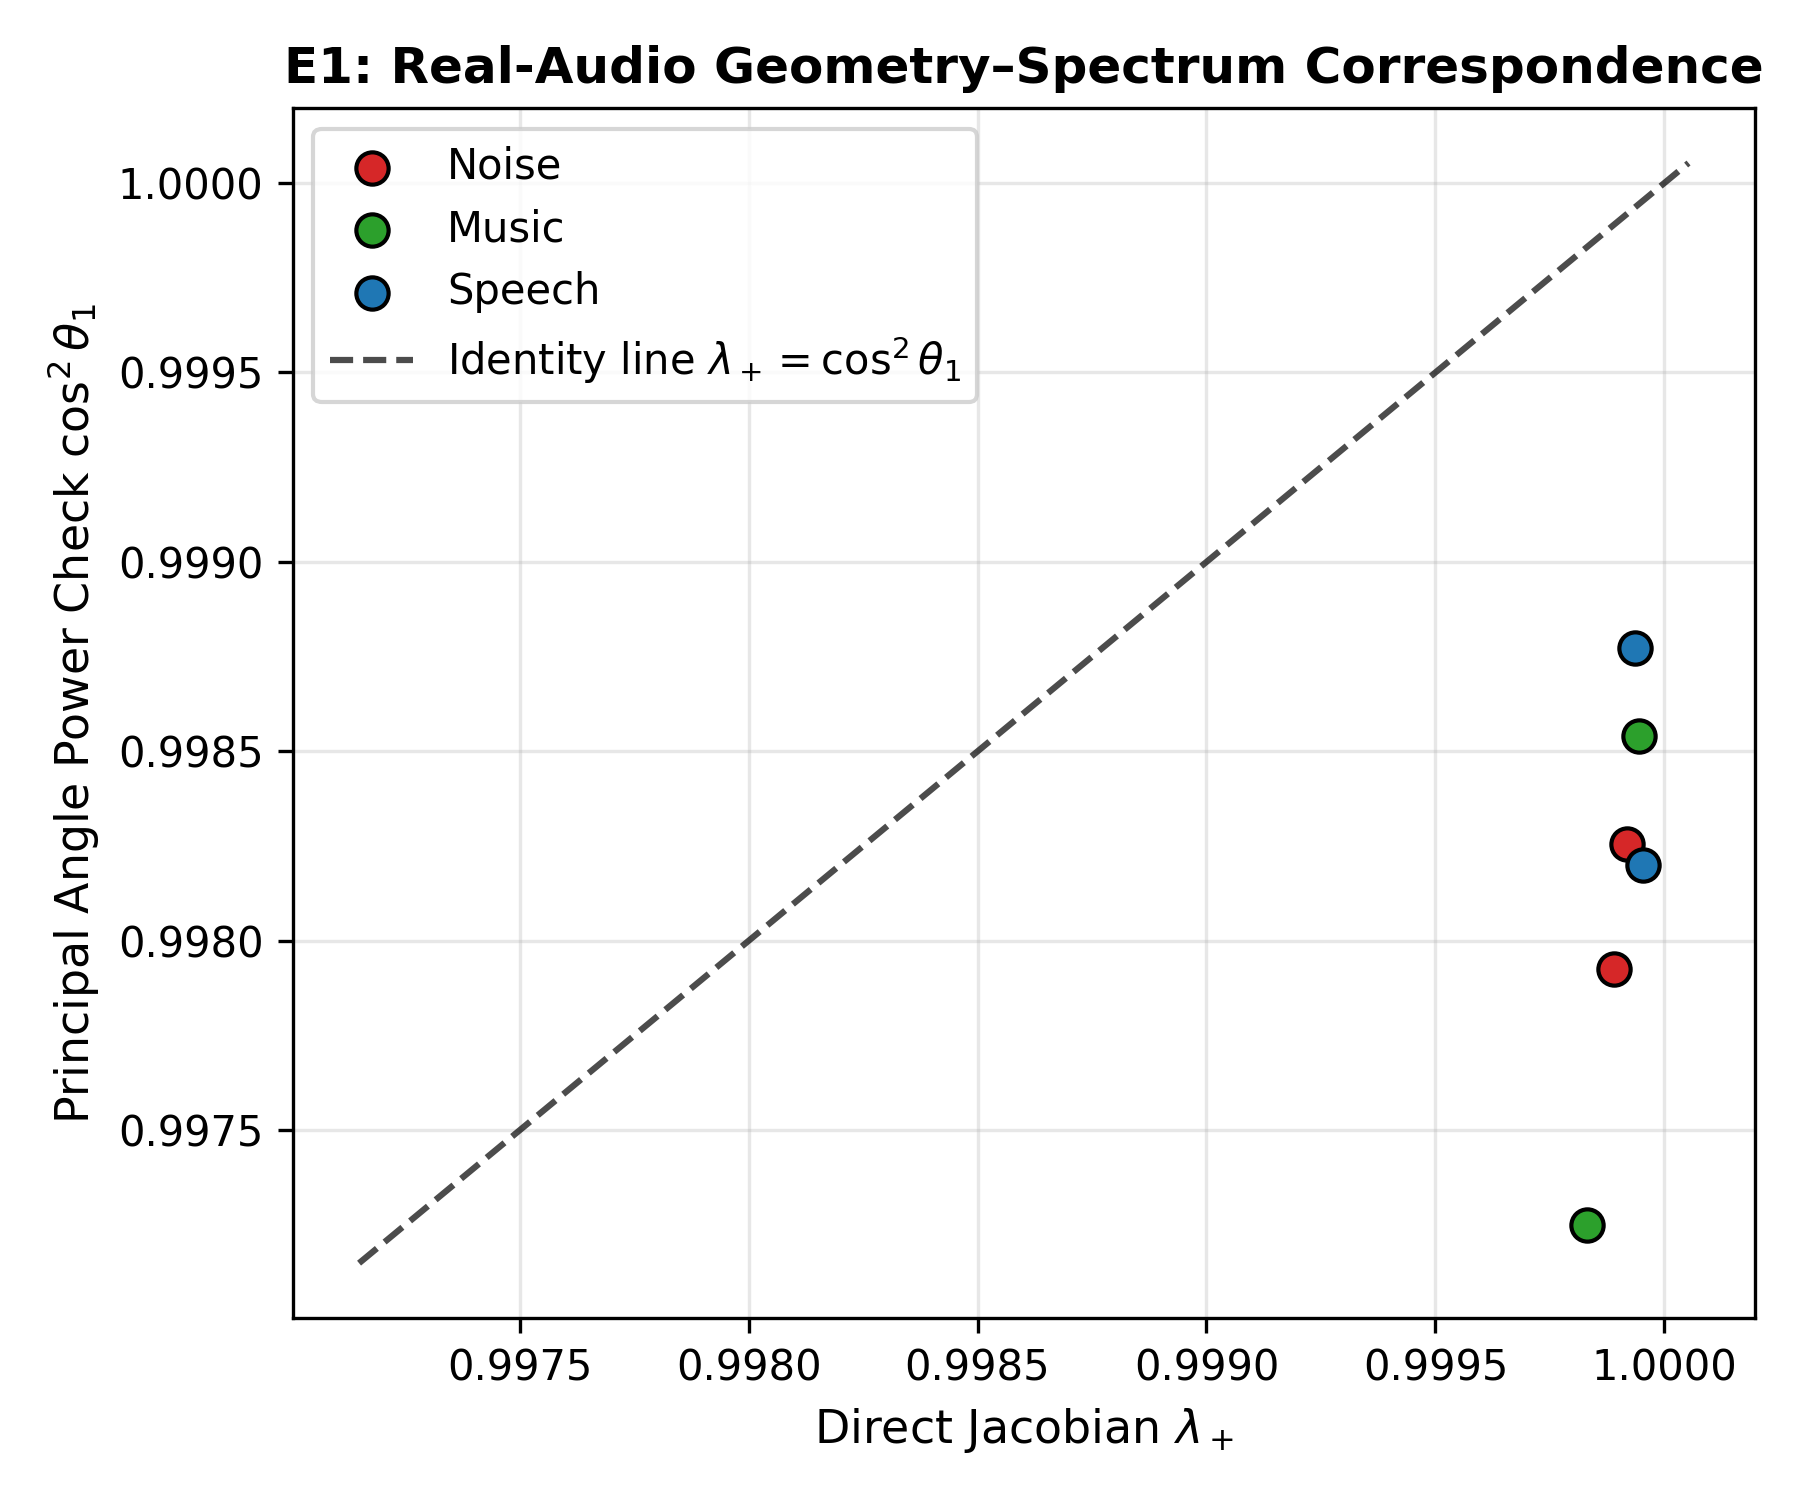 E1: Real-Audio Geometry–Spectrum Correspondence
Noise
Music
Speech
Identity line λ₊ = cos² θ₁
Principal Angle Power Check cos² θ₁
1.0000
0.9995
0.9990
0.9985
0.9980
0.9975
0.9975 0.9980 0.9985 0.9990 0.9995 1.0000
Direct Jacobian λ₊